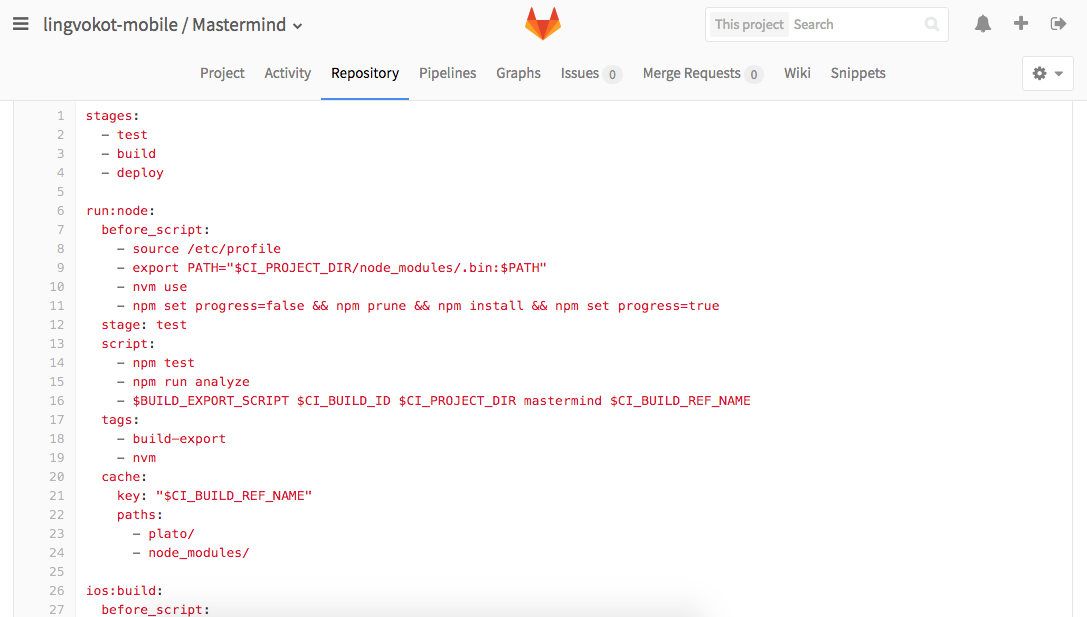 lingvokot-mobile / Mastermind
This project Search
Project Activity Repository Pipelines Graphs Issues 0 Merge Requests 0 Wiki Snippets
1 stages:
2   - test
3   - build
4   - deploy
5
6 run:node:
7   before_script:
8     - source /etc/profile
9     - export PATH="$CI_PROJECT_DIR/node_modules/.bin:$PATH"
10     - nvm use
11     - npm set progress=false && npm prune && npm install && npm set progress=true
12   stage: test
13   script:
14     - npm test
15     - npm run analyze
16     - $BUILD_EXPORT_SCRIPT $CI_BUILD_ID $CI_PROJECT_DIR mastermind $CI_BUILD_REF_NAME
17   tags:
18     - build-export
19     - nvm
20   cache:
21     key: "$CI_BUILD_REF_NAME"
22     paths:
23       - plato/
24       - node_modules/
25
26 ios:build:
27   before_script: